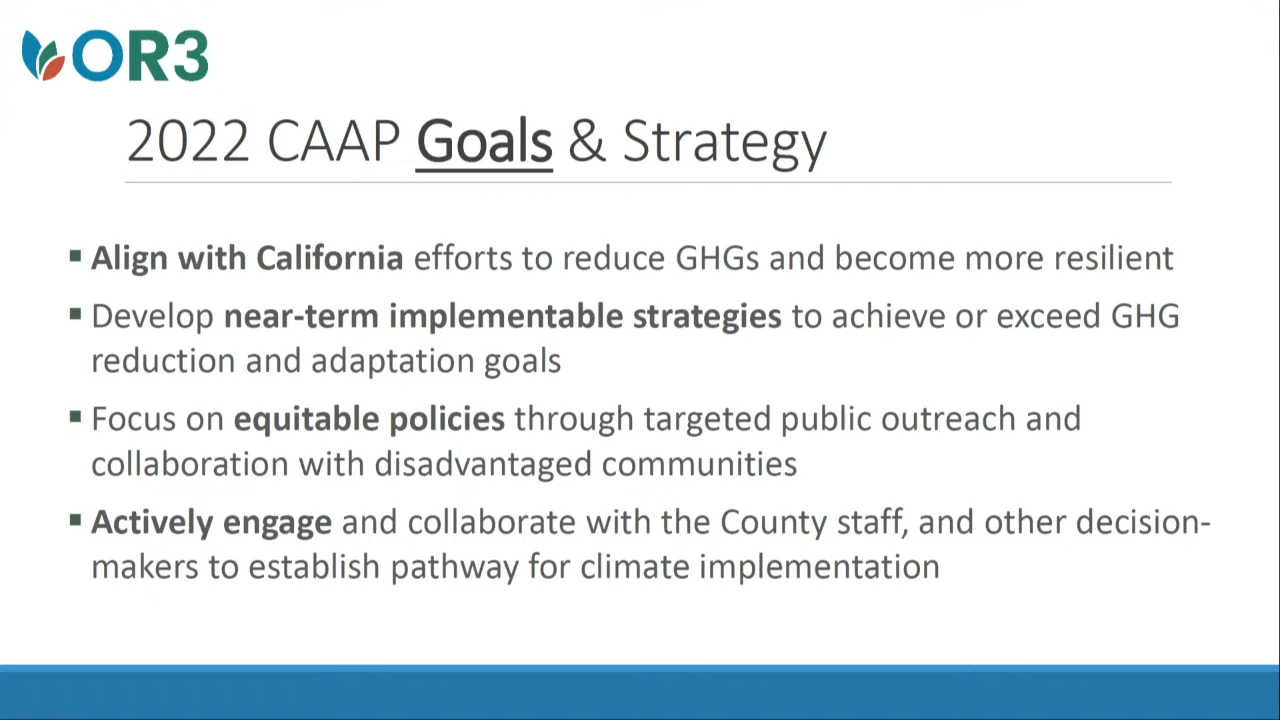 OR3
2022 CAAP Goals & Strategy
▪ Align with California efforts to reduce GHGs and become more resilient
▪ Develop near-term implementable strategies to achieve or exceed GHG
reduction and adaptation goals
▪ Focus on equitable policies through targeted public outreach and
collaboration with disadvantaged communities
▪ Actively engage and collaborate with the County staff, and other decision-
makers to establish pathway for climate implementation